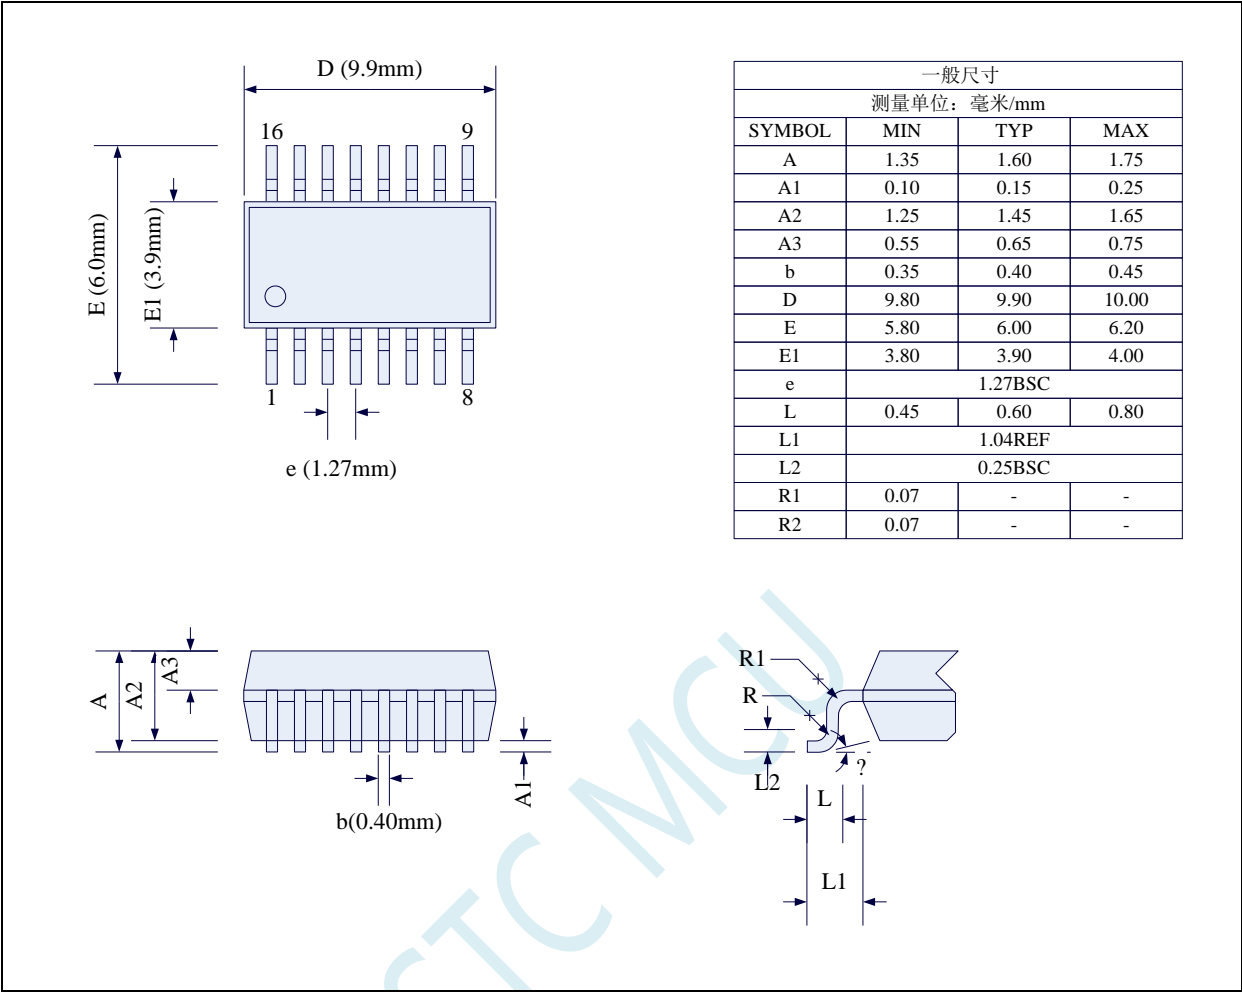 D (9.9mm)
16 9
E (6.0mm)
E1 (3.9mm)
1 8
e (1.27mm)
一般尺寸
测量单位：毫米/mm
SYMBOL MIN TYP MAX
A 1.35 1.60 1.75
A1 0.10 0.15 0.25
A2 1.25 1.45 1.65
A3 0.55 0.65 0.75
b 0.35 0.40 0.45
D 9.80 9.90 10.00
E 5.80 6.00 6.20
E1 3.80 3.90 4.00
e 1.27BSC
L 0.45 0.60 0.80
L1 1.04REF
L2 0.25BSC
R1 0.07 - -
R2 0.07 - -
A
A2
A3
A1
b(0.40mm)
R1
R
L2
?
L
L1
STC MCU